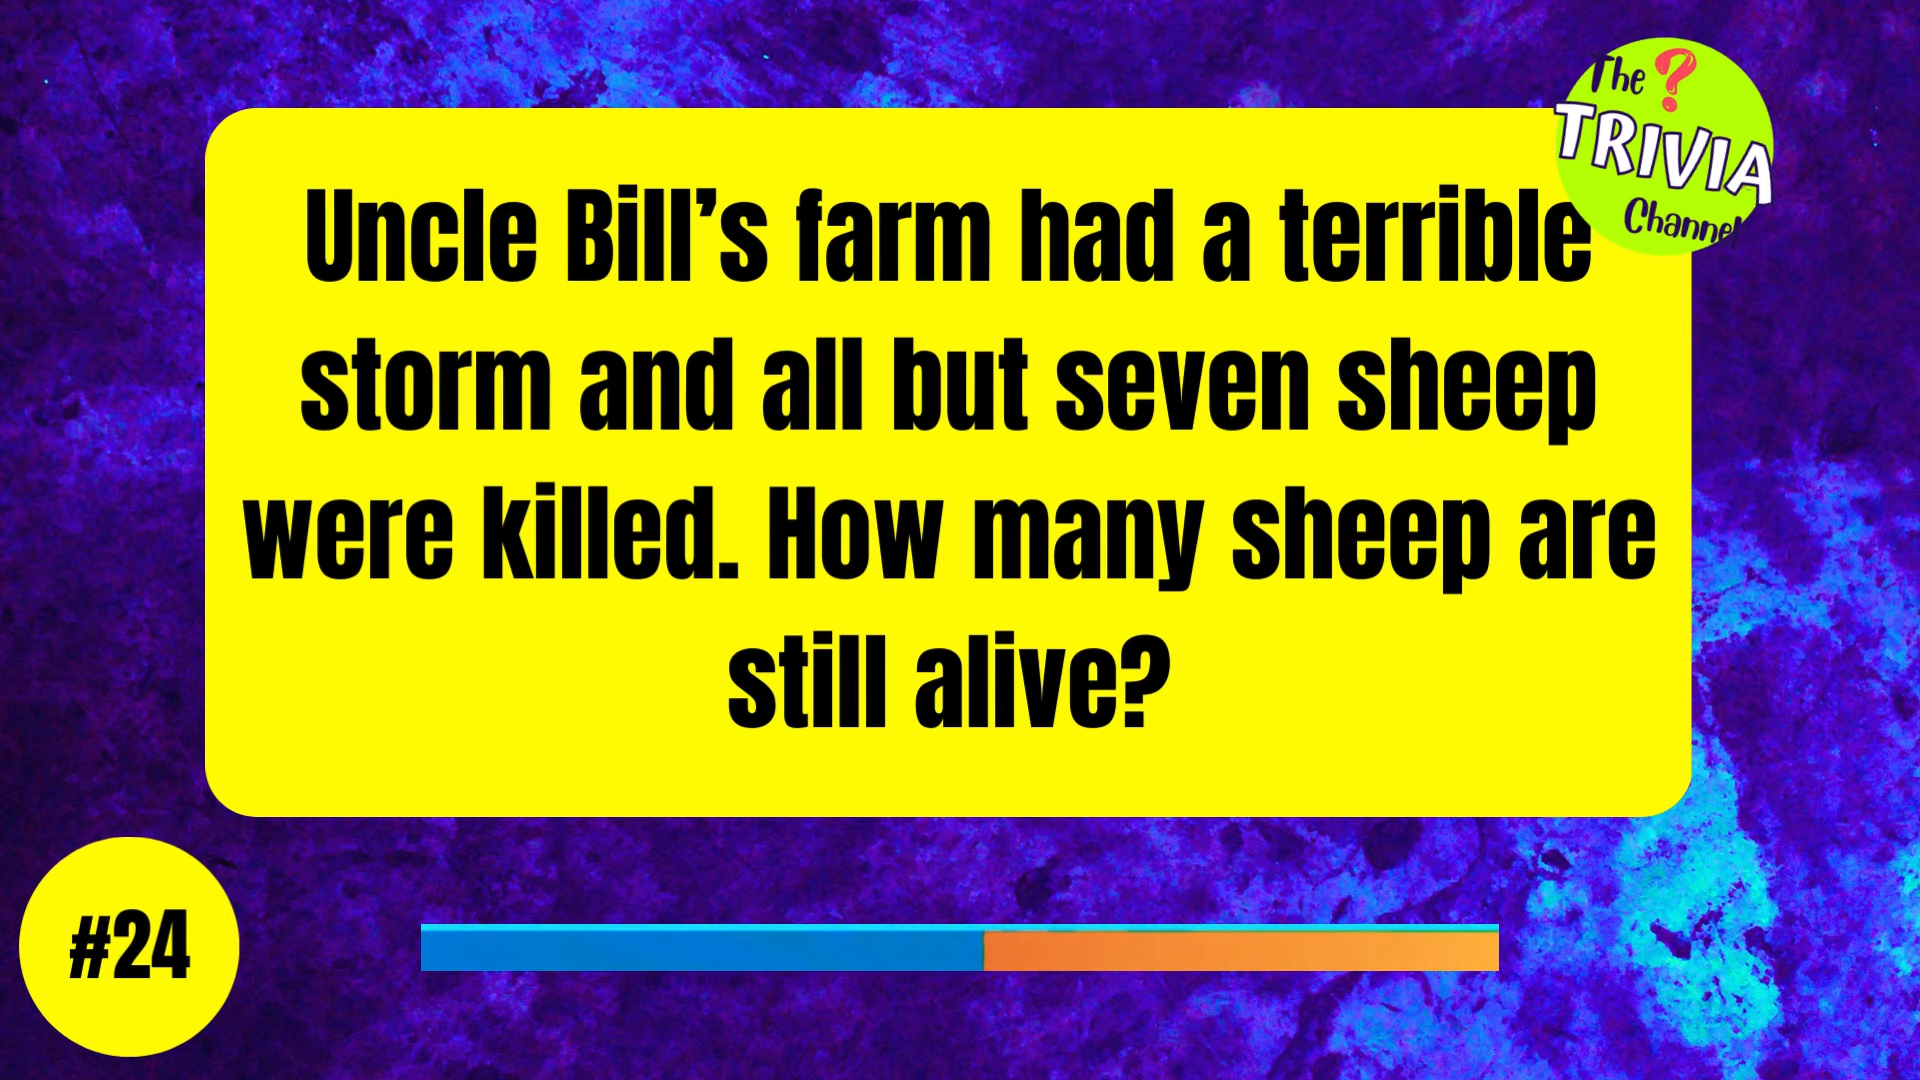 The ?
TRIVIA
Channel
Uncle Bill’s farm had a terrible
storm and all but seven sheep
were killed. How many sheep are
still alive?
#24